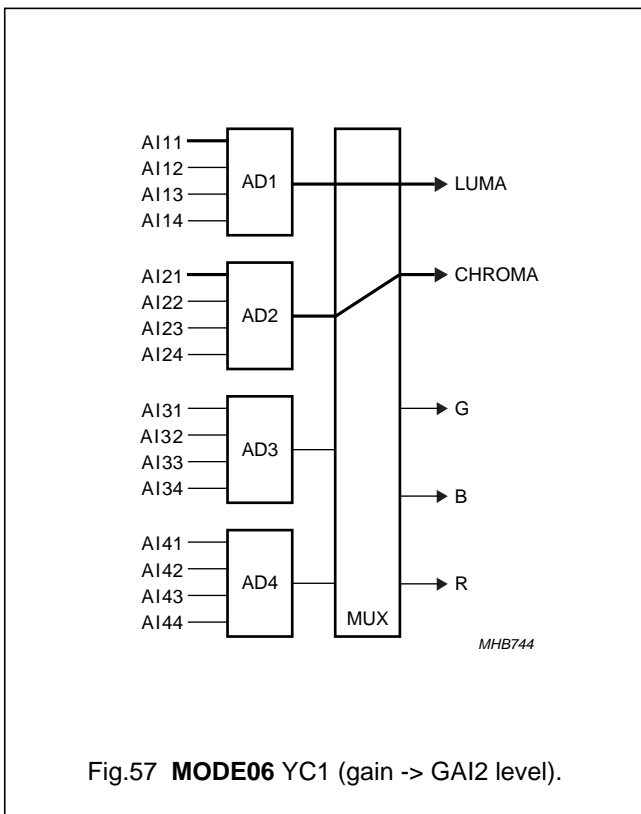 AI11
AI12
AI13
AI14
AD1
LUMA
AI21
AI22
AI23
AI24
AD2
CHROMA
AI31
AI32
AI33
AI34
AD3
G
B
AI41
AI42
AI43
AI44
AD4
R
MUX
MHB744
Fig.57 MODE06 YC1 (gain -> GAI2 level).